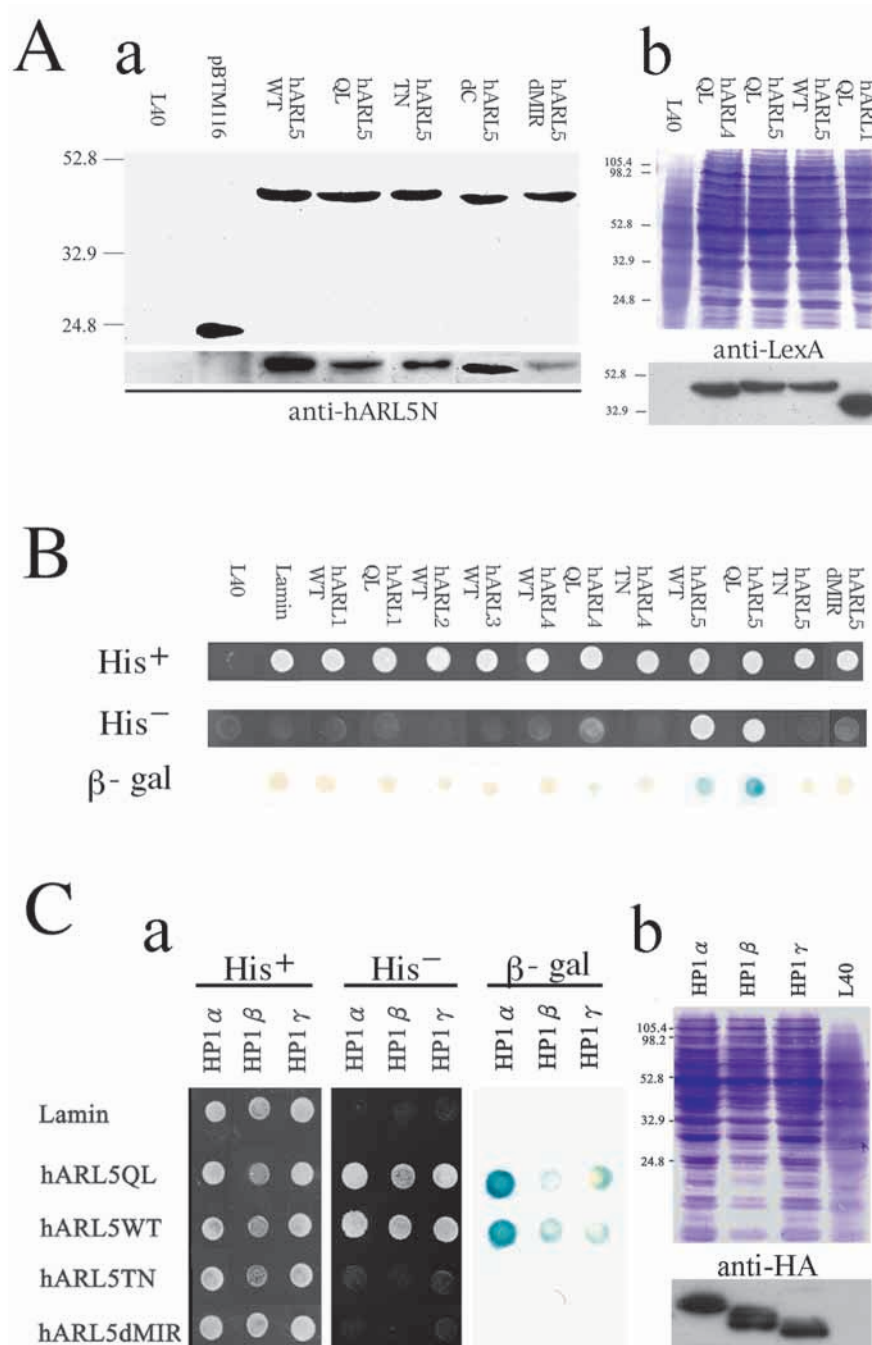 A
a
L40
pBTM116
hARL5 WT
hARL5 QL
hARL5 TN
hARL5 dC
hARL5 dMIR
52.8
32.9
24.8
anti-hARL5N
b
L40
hARL4 QL
hARL5 QL
hARL5 WT
hARL1 QL
105.4
98.2
52.8
32.9
24.8
anti-LexA
52.8
32.9
B
L40
Lamin
hARL1 WT
hARL1 QL
hARL2 WT
hARL3 WT
hARL4 WT
hARL4 QL
hARL4 TN
hARL5 WT
hARL5 QL
hARL5 TN
hARL5 dMIR
His+
His−
β- gal
C
a
His+
His−
β- gal
HP1 α
HP1 β
HP1 γ
HP1 α
HP1 β
HP1 γ
HP1 α
HP1 β
HP1 γ
Lamin
hARL5QL
hARL5WT
hARL5TN
hARL5dMIR
b
HP1 α
HP1 β
HP1 γ
L40
105.4
98.2
52.8
32.9
24.8
anti-HA